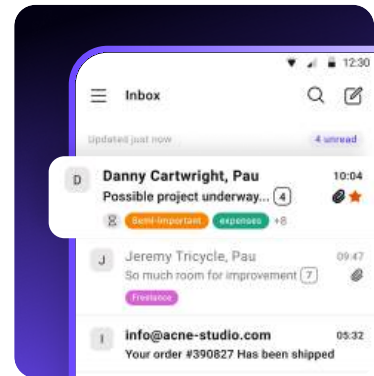 12:30
Inbox
Updated just now 4 unread
D Danny Cartwright, Pau 10:04
Possible project underway... 4
Semi-important expenses +8
J Jeremy Tricycle, Pau 09:47
So much room for improvement 7
Freelance
I info@acne-studio.com 05:32
Your order #390827 Has been shipped